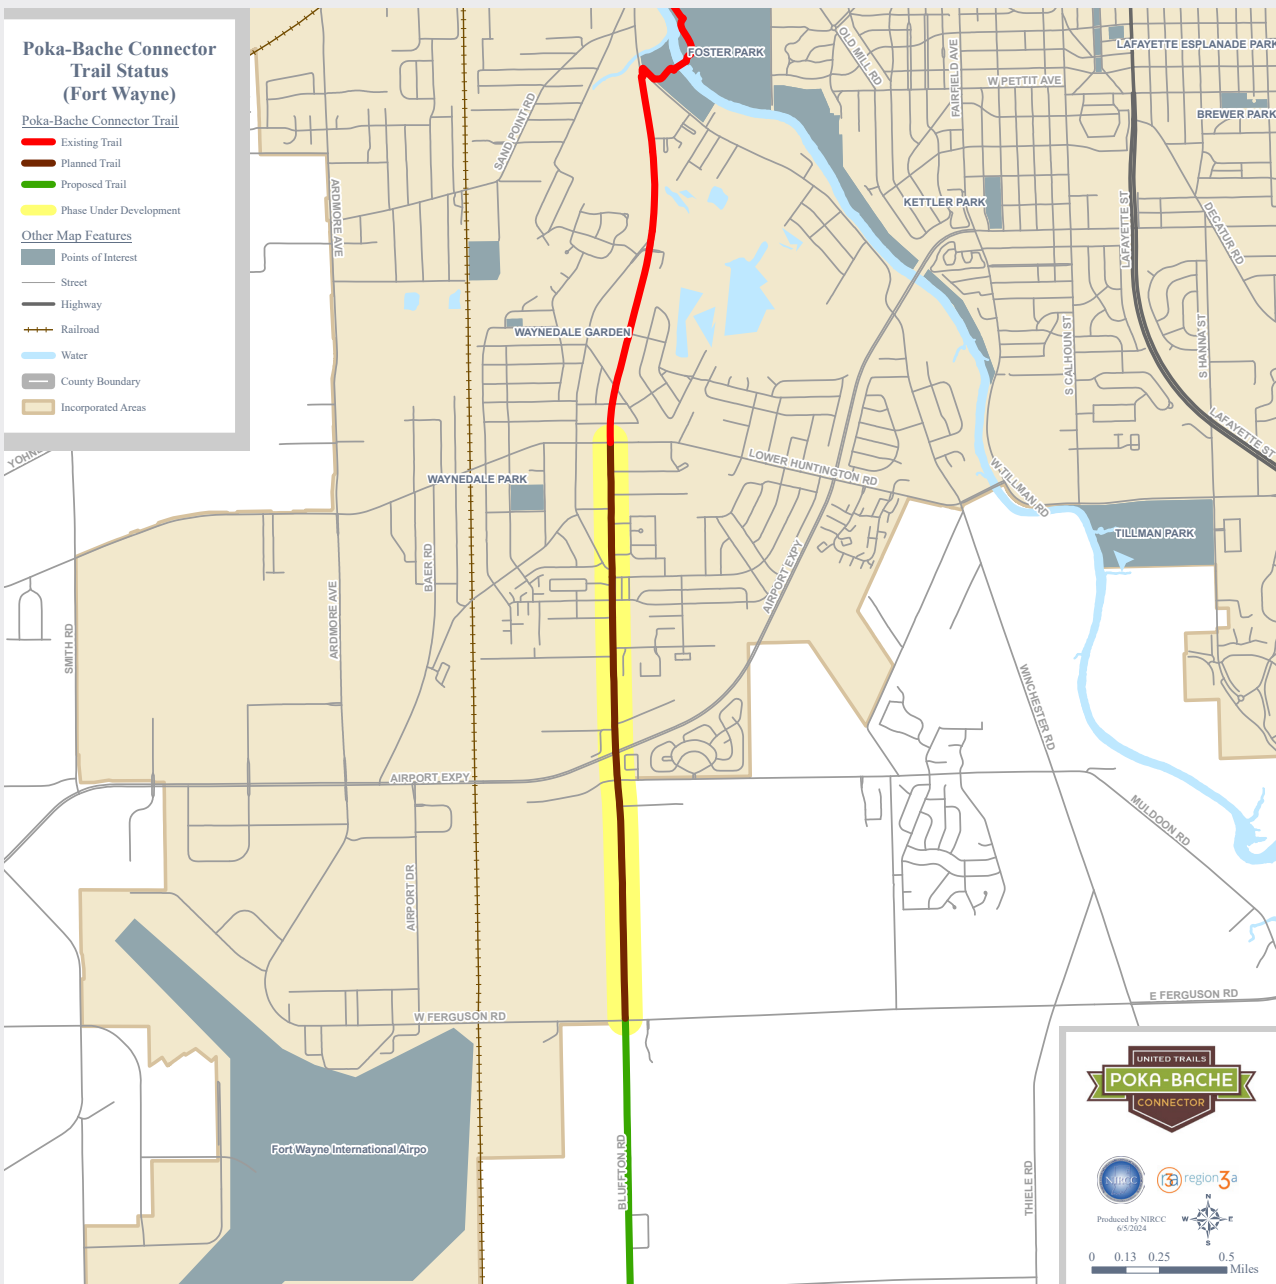 Poka-Bache Connector
Trail Status
(Fort Wayne)
Poka-Bache Connector Trail
Existing Trail
Planned Trail
Proposed Trail
Phase Under Development
Other Map Features
Points of Interest
Street
Highway
Railroad
Water
County Boundary
Incorporated Areas
FOSTER PARK
OLD MILL RD
FAIRFIELD AVE
LAFAYETTE ESPLANADE PARK
W PETTIT AVE
BREWER PARK
SAND POINT RD
ARDMORE AVE
KETTLER PARK
LAFAYETTE ST
DECATUR RD
WAYNEDALE GARDEN
S CALHOUN ST
S HANNA ST
LAFAYETTE ST
WAYNEDALE PARK
LOWER HUNTINGTON RD
W TILLMAN RD
TILLMAN PARK
BAER RD
AIRPORT EXPY
ARDMORE AVE
SMITH RD
WINCHESTER RD
AIRPORT EXPY
MULDOON RD
AIRPORT DR
W FERGUSON RD
E FERGUSON RD
Fort Wayne International Airpo
BLUFFTON RD
THIELE RD
UNITED TRAILS
POKA-BACHE
CONNECTOR
NIRCC
r3a region3a
Produced by NIRCC
6/5/2024
N
W E
S
0 0.13 0.25 0.5
Miles